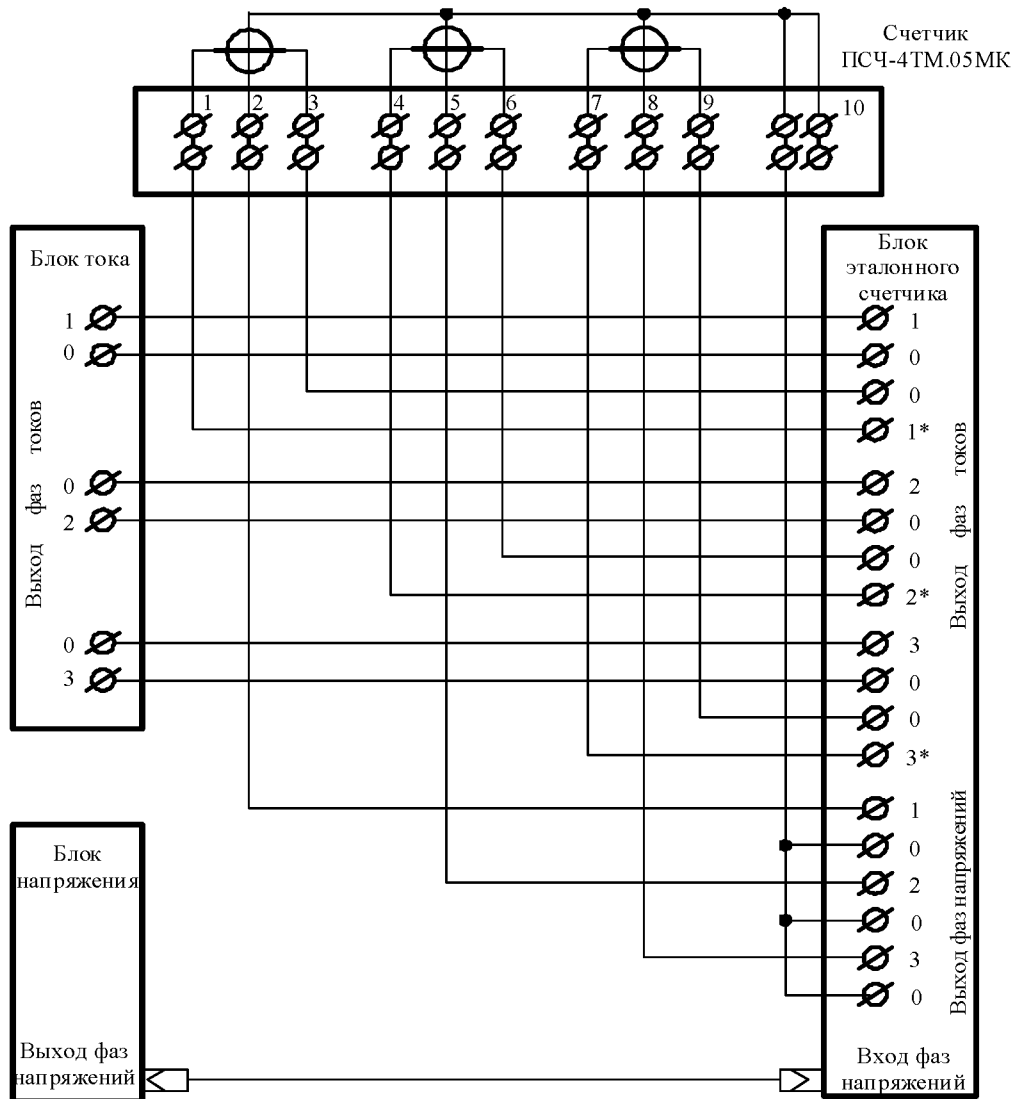 Счетчик
ПСЧ-4ТМ.05МК
1 2 3 4 5 6 7 8 9 10
Блок тока
1
0
0
2
0
3
Выход фаз токов
Блок
эталонного
счетчика
1
0
0
1*
2
0
0
2*
3
0
0
3*
Выход фаз токов
1
0
2
0
3
0
Выход фаз напряжений
Вход фаз
напряжений
Блок
напряжения
Выход фаз
напряжений